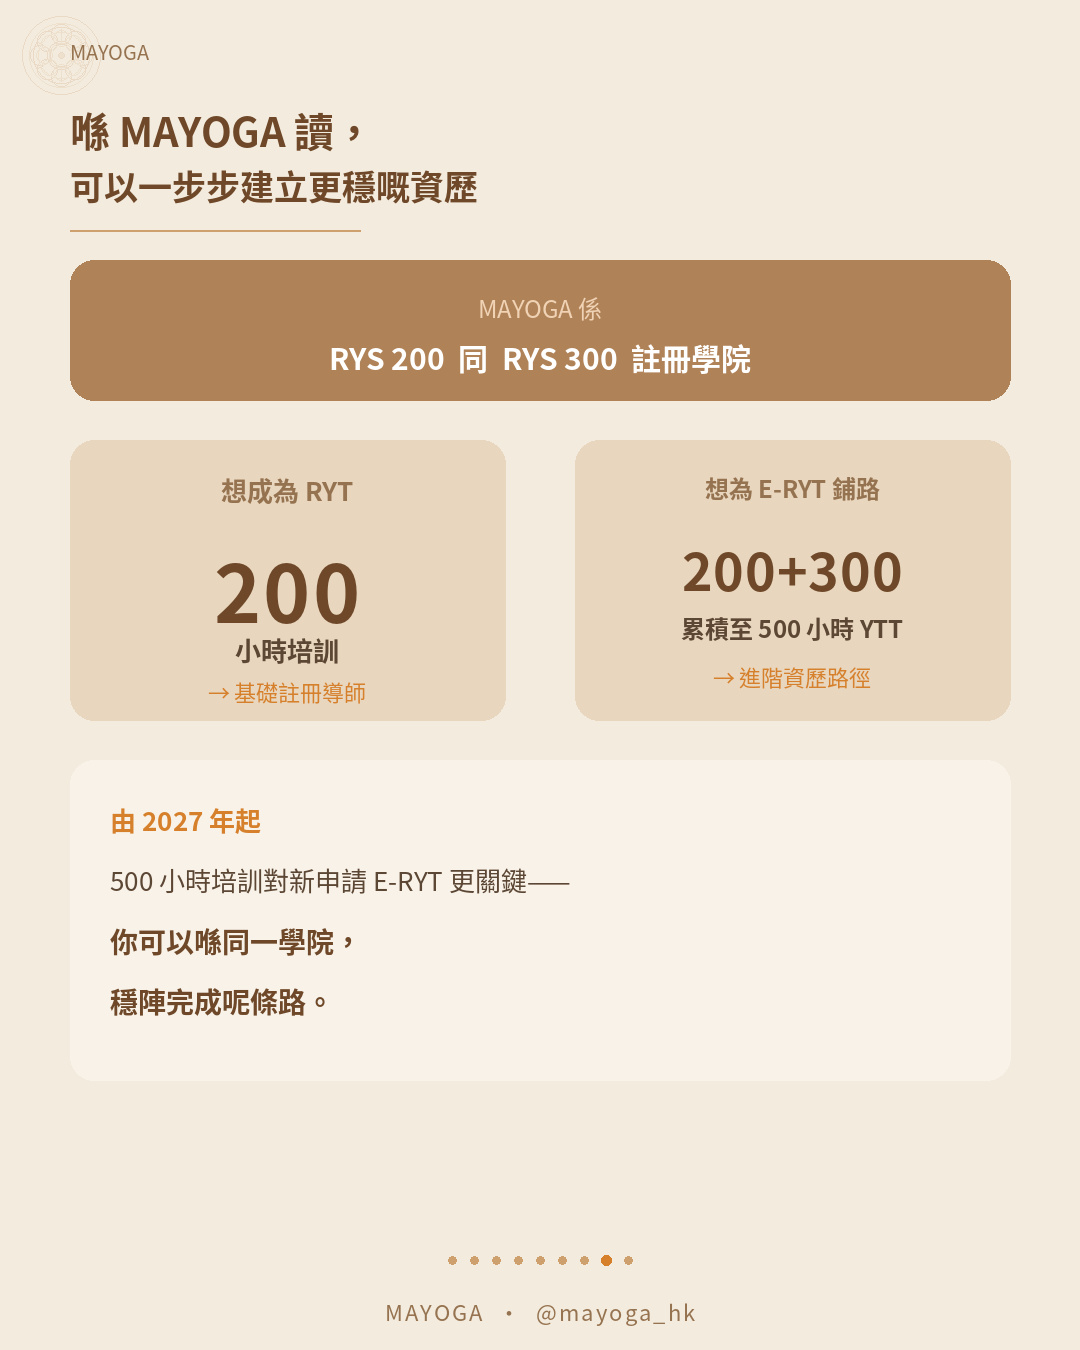 MAYOGA
喺 MAYOGA 讀，
可以一步步建立更穩嘅資歷
MAYOGA 係
RYS 200 同 RYS 300 註冊學院
想成為 RYT
200
小時培訓
→ 基礎註冊導師
想為 E-RYT 鋪路
200+300
累積至 500 小時 YTT
→ 進階資歷路徑
由 2027 年起
500 小時培訓對新申請 E-RYT 更關鍵——
你可以喺同一學院，
穩陣完成呢條路。
MAYOGA · @mayoga_hk